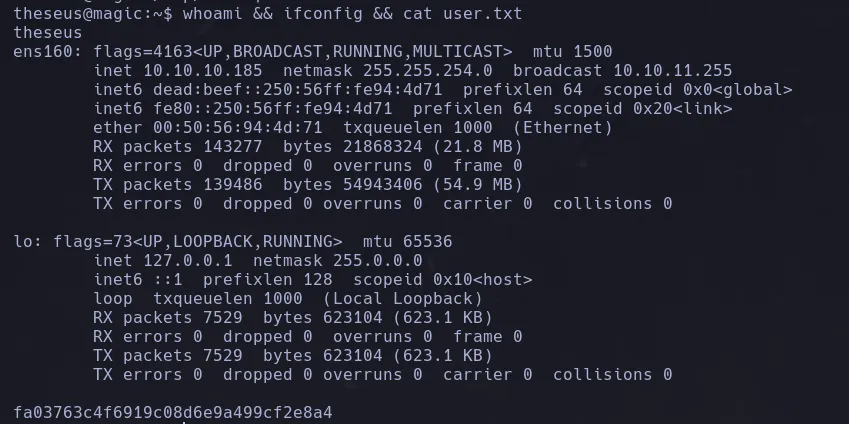 theseus@magic:~$ whoami && ifconfig && cat user.txt
theseus
ens160: flags=4163<UP,BROADCAST,RUNNING,MULTICAST>  mtu 1500
        inet 10.10.10.185  netmask 255.255.254.0  broadcast 10.10.11.255
        inet6 dead:beef::250:56ff:fe94:4d71  prefixlen 64  scopeid 0x0<global>
        inet6 fe80::250:56ff:fe94:4d71  prefixlen 64  scopeid 0x20<link>
        ether 00:50:56:94:4d:71  txqueuelen 1000  (Ethernet)
        RX packets 143277  bytes 21868324 (21.8 MB)
        RX errors 0  dropped 0  overruns 0  frame 0
        TX packets 139486  bytes 54943406 (54.9 MB)
        TX errors 0  dropped 0 overruns 0  carrier 0  collisions 0
lo: flags=73<UP,LOOPBACK,RUNNING>  mtu 65536
        inet 127.0.0.1  netmask 255.0.0.0
        inet6 ::1  prefixlen 128  scopeid 0x10<host>
        loop  txqueuelen 1000  (Local Loopback)
        RX packets 7529  bytes 623104 (623.1 KB)
        RX errors 0  dropped 0  overruns 0  frame 0
        TX packets 7529  bytes 623104 (623.1 KB)
        TX errors 0  dropped 0 overruns 0  carrier 0  collisions 0
fa03763c4f6919c08d6e9a499cf2e8a4